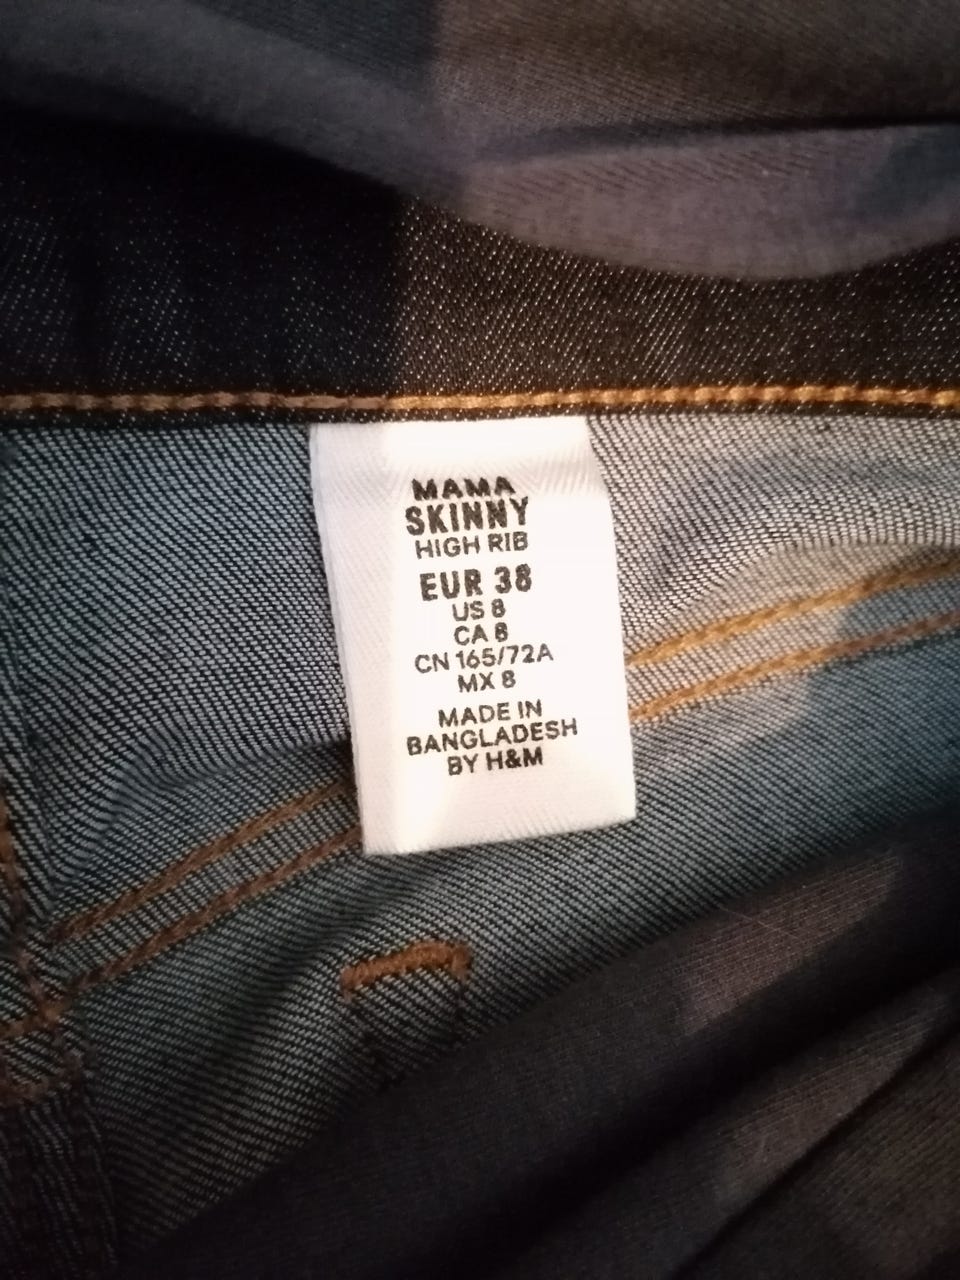 MAMA
SKINNY
HIGH RIB
EUR 38
US 8
CA 8
CN 165/72A
MX 8
MADE IN
BANGLADESH
BY H&M